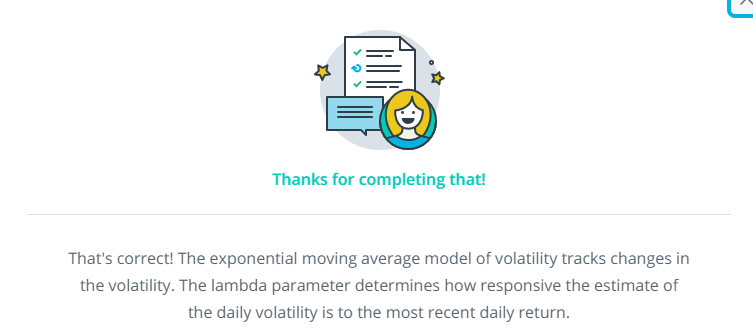 Thanks for completing that!
That's correct! The exponential moving average model of volatility tracks changes in
the volatility. The lambda parameter determines how responsive the estimate of
the daily volatility is to the most recent daily return.